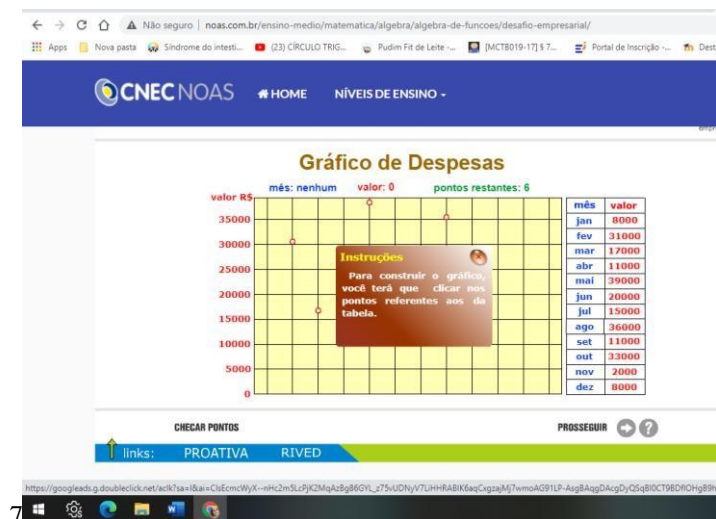 Não seguro | noas.com.br/ensino-medio/matematica/algebra/algebra-de-funcoes/desafio-empresarial/
Apps Nova pasta Síndrome do intesti... (23) CÍRCULO TRIG... Pudim Fit de Leite -... [MCTB019-17] § 7... Portal de Inscrição -... Dest
CNEC NOAS HOME NÍVEIS DE ENSINO
Gráfico de Despesas
mês: nenhum valor: 0 pontos restantes: 6
valor R$
35000
30000
25000
20000
15000
10000
5000
0
Instruções
Para construir o gráfico,
você terá que clicar nos
pontos referentes aos da
tabela.
mês valor
jan 8000
fev 31000
mar 17000
abr 11000
mai 39000
jun 20000
jul 15000
ago 36000
set 11000
out 33000
nov 2000
dez 8000
CHECAR PONTOS PROSSEGUIR ?
links: PROATIVA RIVED
7